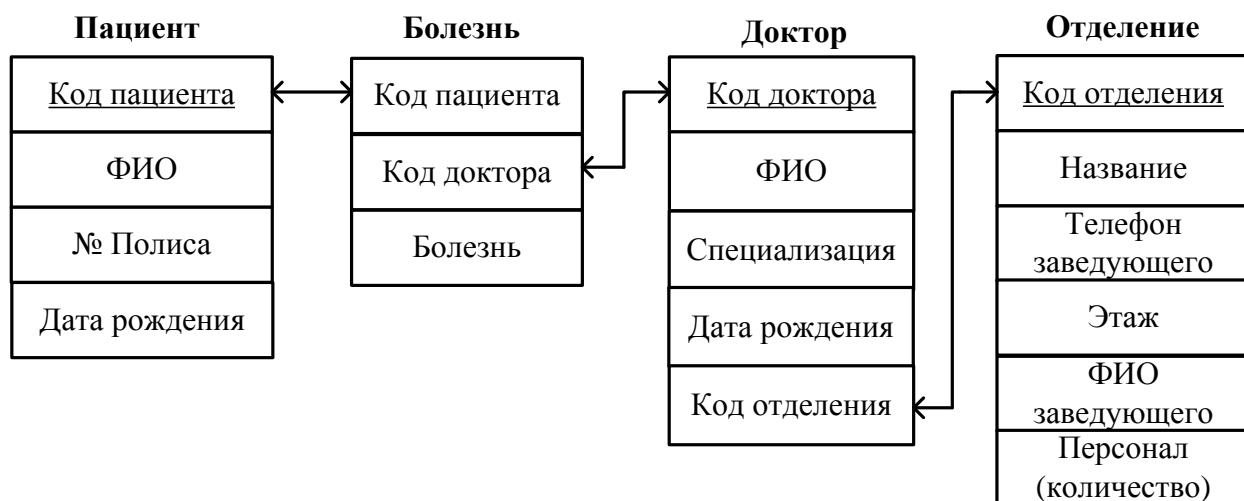 Пациент
Код пациента
ФИО
№ Полиса
Дата рождения
Болезнь
Код пациента
Код доктора
Болезнь
Доктор
Код доктора
ФИО
Специализация
Дата рождения
Код отделения
Отделение
Код отделения
Название
Телефон
заведующего
Этаж
ФИО
заведующего
Персонал
(количество)